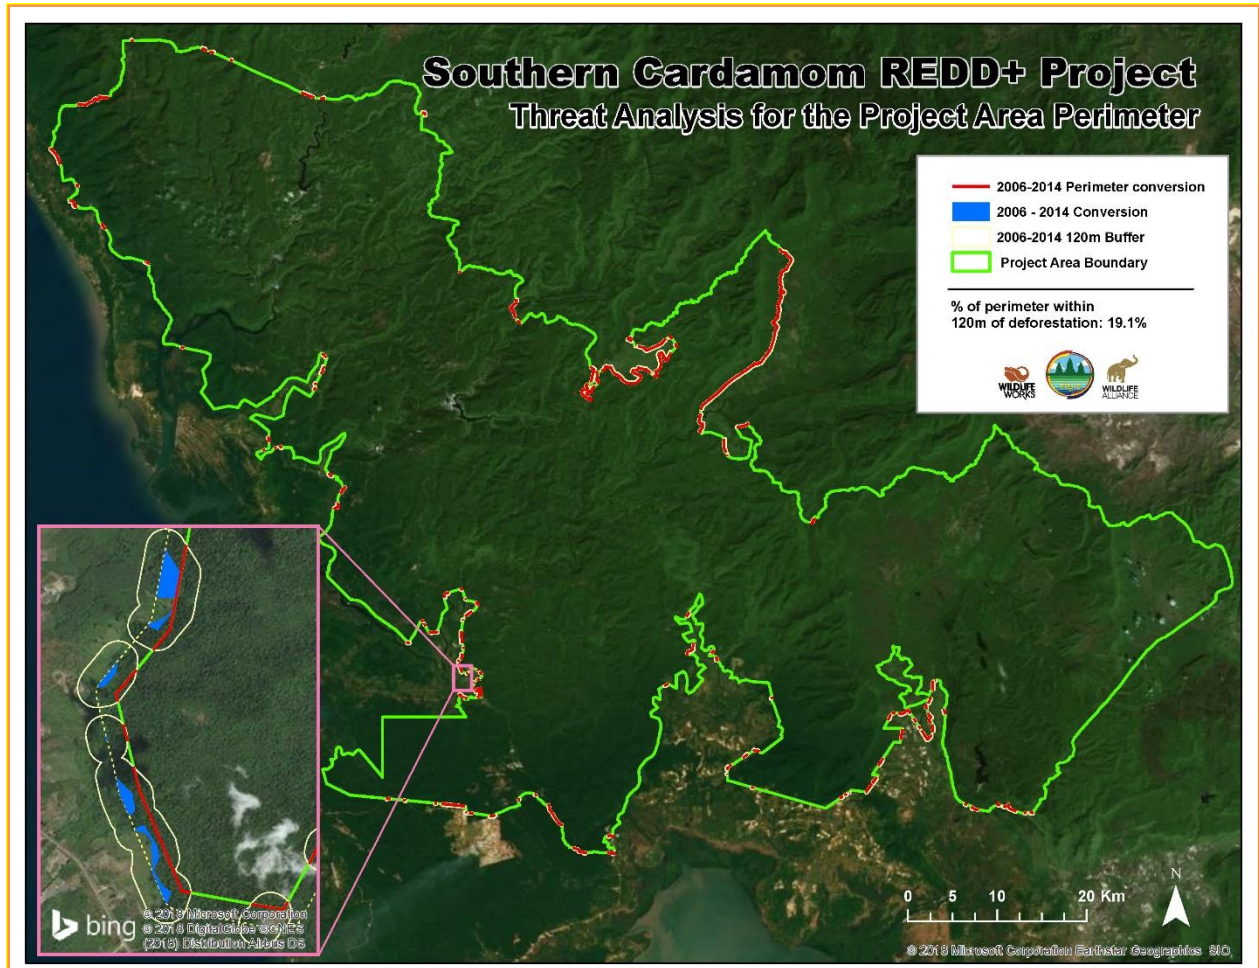 Southern Cardamom REDD+ Project
Threat Analysis for the Project Area Perimeter
2006-2014 Perimeter conversion
2006 - 2014 Conversion
2006-2014 120m Buffer
Project Area Boundary
% of perimeter within
120m of deforestation: 19.1%
WILDLIFE
WORKS
WILDLIFE
ALLIANCE
bing
© 2018 Microsoft Corporation
© 2018 DigitalGlobe ©CNES
(2018) Distribution Airbus DS
0 5 10 20 Km
N
© 2018 Microsoft Corporation Earthstar Geographics SIO